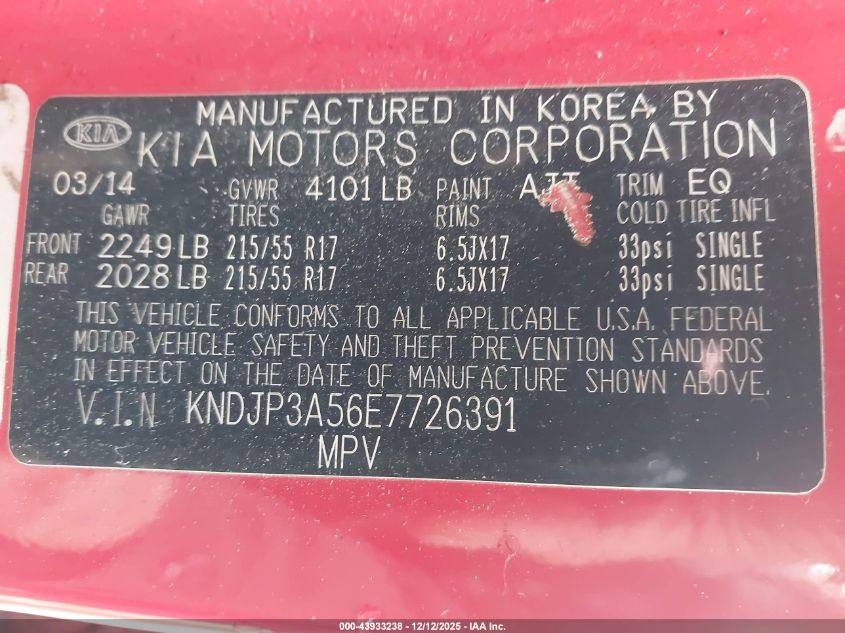 MANUFACTURED IN KOREA BY
KIA KIA MOTORS CORPORATION
03/14 GVWR 4101 LB PAINT TRIM EQ
GAWR TIRES RIMS COLD TIRE INFL
FRONT 2249 LB 215/55 R17 6.5JX17 33psi SINGLE
REAR 2028 LB 215/55 R17 6.5JX17 33psi SINGLE
THIS VEHICLE CONFORMS TO ALL APPLICABLE U.S.A. FEDERAL
MOTOR VEHICLE SAFETY AND THEFT PREVENTION STANDARDS
IN EFFECT ON THE DATE OF MANUFACTURE SHOWN ABOVE.
V.I.N KNDJP3A56E7726391
MPV
000-43933238 - 12/12/2025 - IAA Inc.